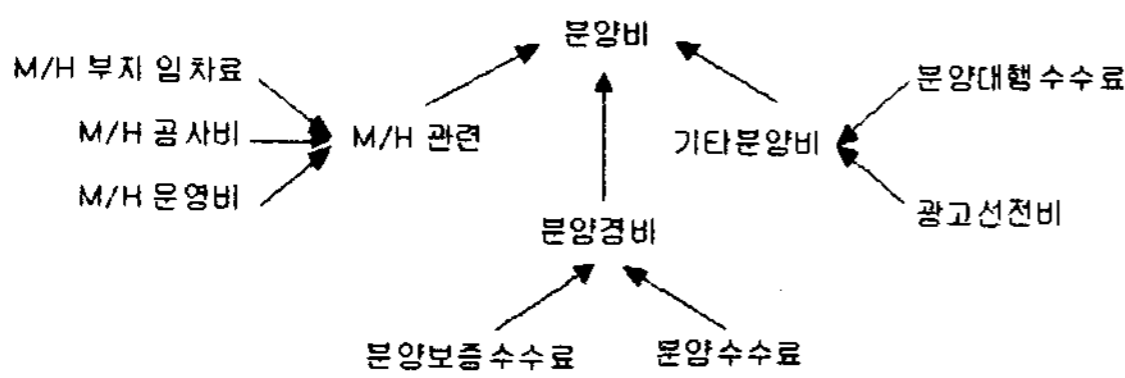 분양비
M/H 부지 임차료
분양대행수수료
M/H 공사비
M/H 관련
기타분양비
M/H 운영비
광고선전비
분양경비
분양보증수수료
분양수수료